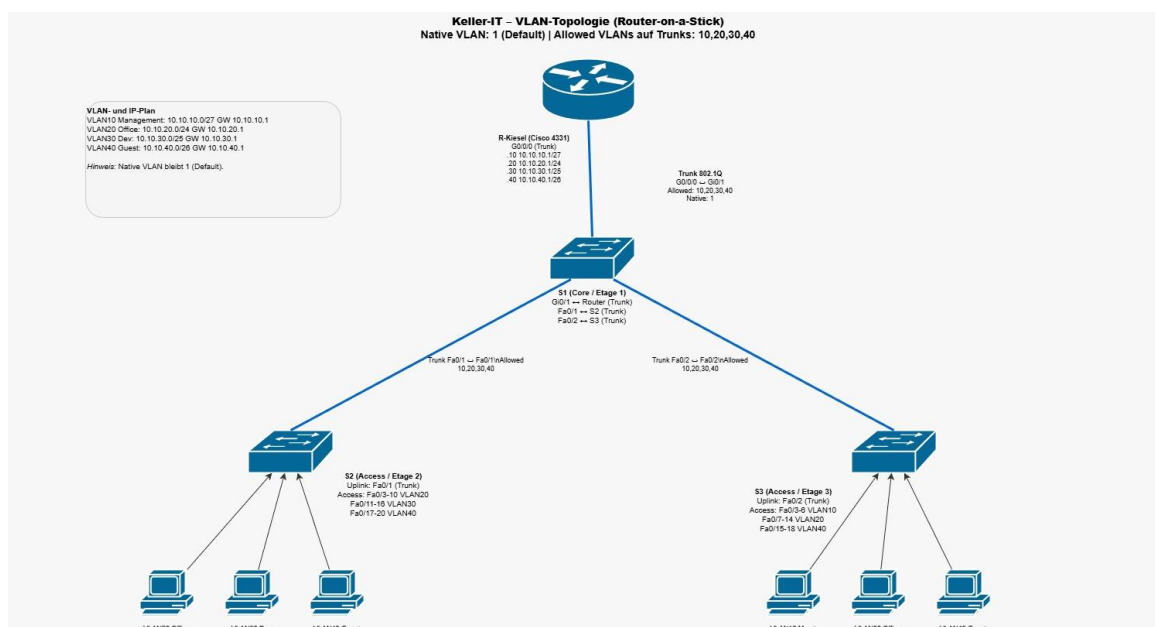 Keller-IT – VLAN-Topologie (Router-on-a-Stick)
Native VLAN: 1 (Default) | Allowed VLANs auf Trunks: 10,20,30,40
VLAN- und IP-Plan
VLAN10 Management: 10.10.10.0/27 GW 10.10.10.1
VLAN20 Office: 10.10.20.0/24 GW 10.10.20.1
VLAN30 Dev: 10.10.30.0/25 GW 10.10.30.1
VLAN40 Guest: 10.10.40.0/26 GW 10.10.40.1
Hinweis: Native VLAN bleibt 1 (Default).
R-Kiesel (Cisco 4331)
G0/0/0 (Trunk)
.10 10.10.10.1/27
.20 10.10.20.1/24
.30 10.10.30.1/25
.40 10.10.40.1/26
Trunk 802.1Q
G0/0/0 ↔ Gi0/1
Allowed: 10,20,30,40
Native: 1
S1 (Core / Etage 1)
Gi0/1 ↔ Router (Trunk)
Fa0/1 ↔ S2 (Trunk)
Fa0/2 ↔ S3 (Trunk)
Trunk Fa0/1 ↔ Fa0/1\nAllowed
10,20,30,40
Trunk Fa0/2 ↔ Fa0/2\nAllowed
10,20,30,40
S2 (Access / Etage 2)
Uplink: Fa0/1 (Trunk)
Access: Fa0/3-10 VLAN20
Fa0/11-16 VLAN30
Fa0/17-20 VLAN40
S3 (Access / Etage 3)
Uplink: Fa0/2 (Trunk)
Access: Fa0/3-6 VLAN10
Fa0/7-14 VLAN20
Fa0/15-18 VLAN40